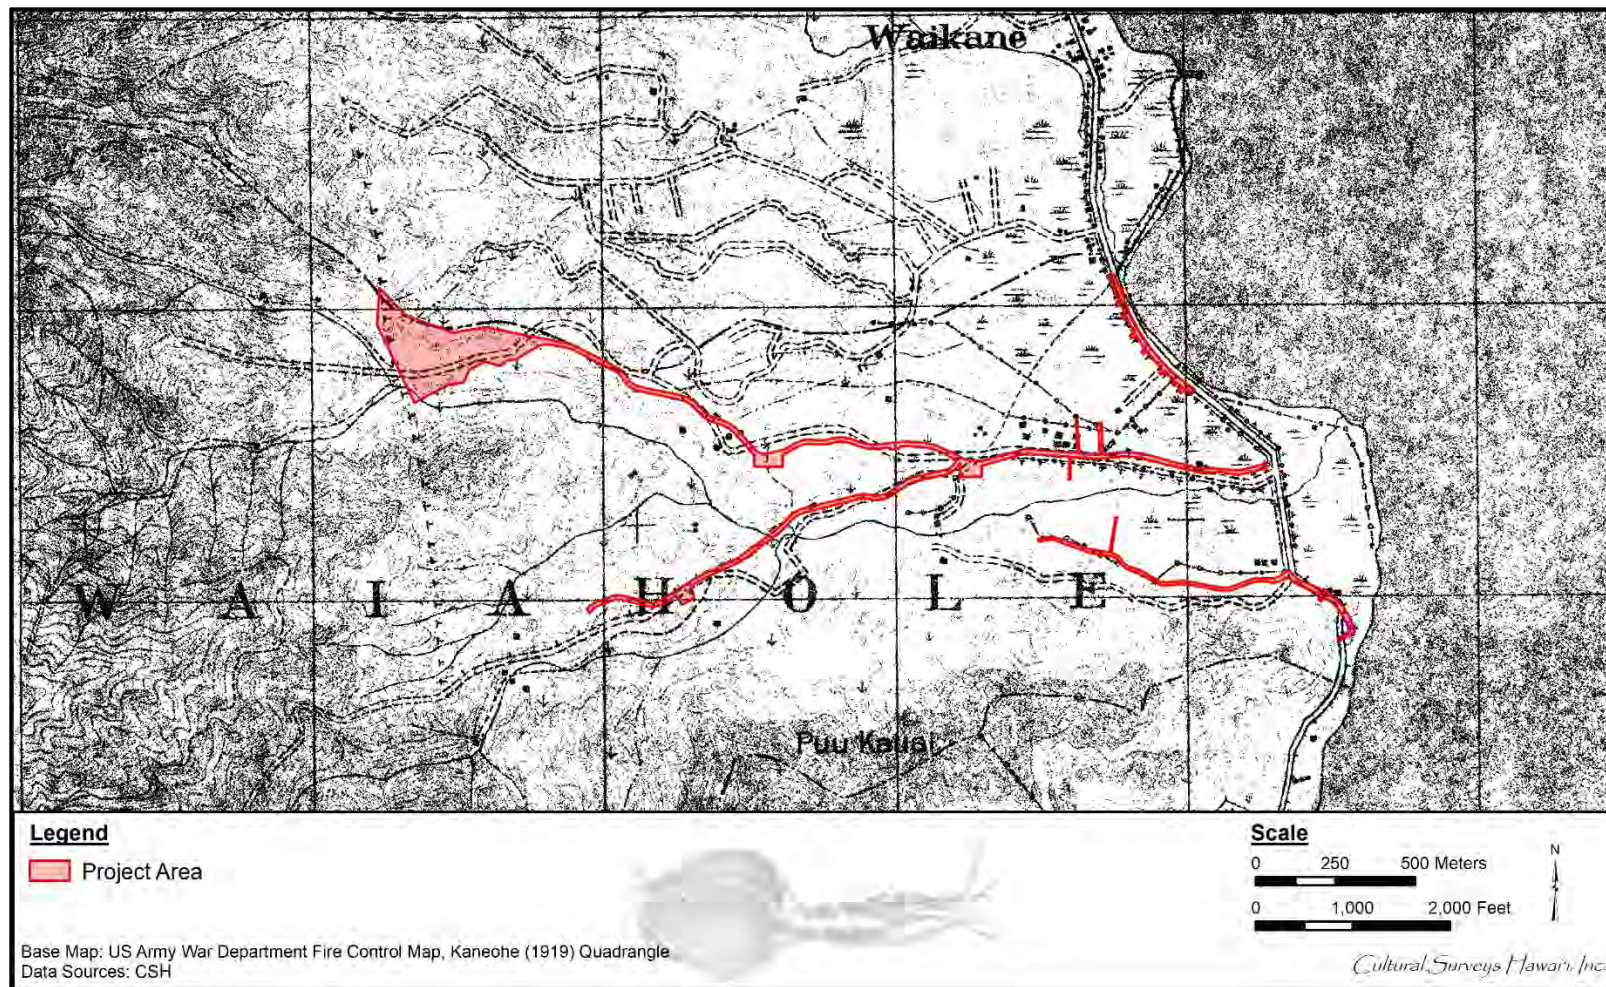 Waikane
W A I A H O L E
Puu Kauai
Legend
Project Area
Base Map: US Army War Department Fire Control Map, Kaneohe (1919) Quadrangle
Data Sources: CSH
Scale
0 250 500 Meters
0 1,000 2,000 Feet
N
Cultural Surveys Hawai'i, Inc.